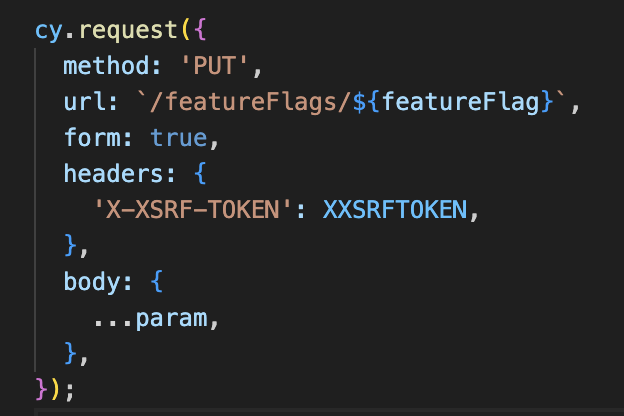 cy.request({
  method: 'PUT',
  url: `/featureFlags/${featureFlag}`,
  form: true,
  headers: {
    'X-XSRF-TOKEN': XXSRFTOKEN,
  },
  body: {
    ...param,
  },
});